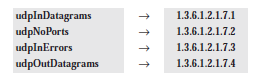 udpInDatagrams → 1.3.6.1.2.1.7.1
udpNoPorts → 1.3.6.1.2.1.7.2
udpInErrors → 1.3.6.1.2.1.7.3
udpOutDatagrams → 1.3.6.1.2.1.7.4